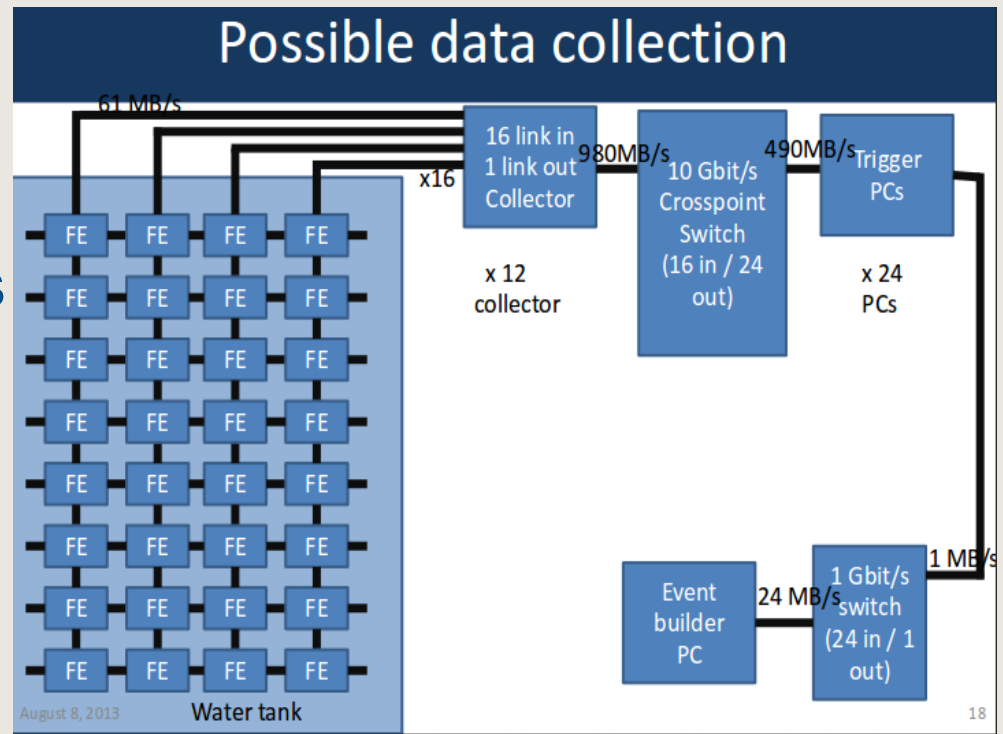 Possible data collection
61 MB/s
x16
16 link in
1 link out
Collector
980MB/s
10 Gbit/s
Crosspoint
Switch
(16 in / 24
out)
490MB/s
Trigger
PCs
x 12
collector
x 24
PCs
s
FE FE FE FE
FE FE FE FE
FE FE FE FE
FE FE FE FE
FE FE FE FE
FE FE FE FE
FE FE FE FE
FE FE FE FE
Event
builder
PC
24 MB/s
1 Gbit/s
switch
(24 in / 1
out)
1 MB/s
August 8, 2013
Water tank
18